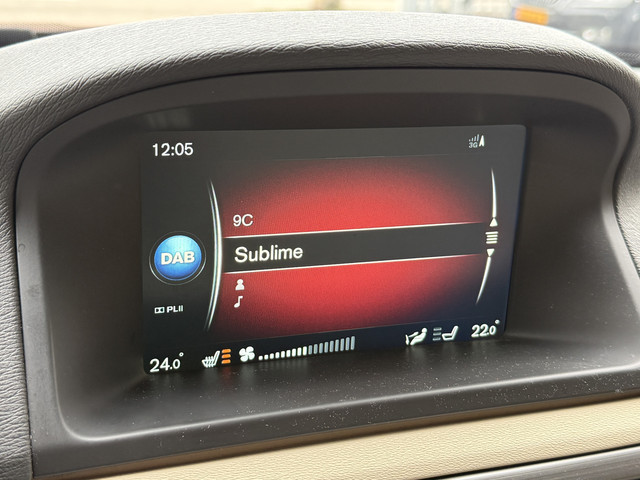 12:05
3G
9C
Sublime
DAB
PLII
24.0°
22.0°